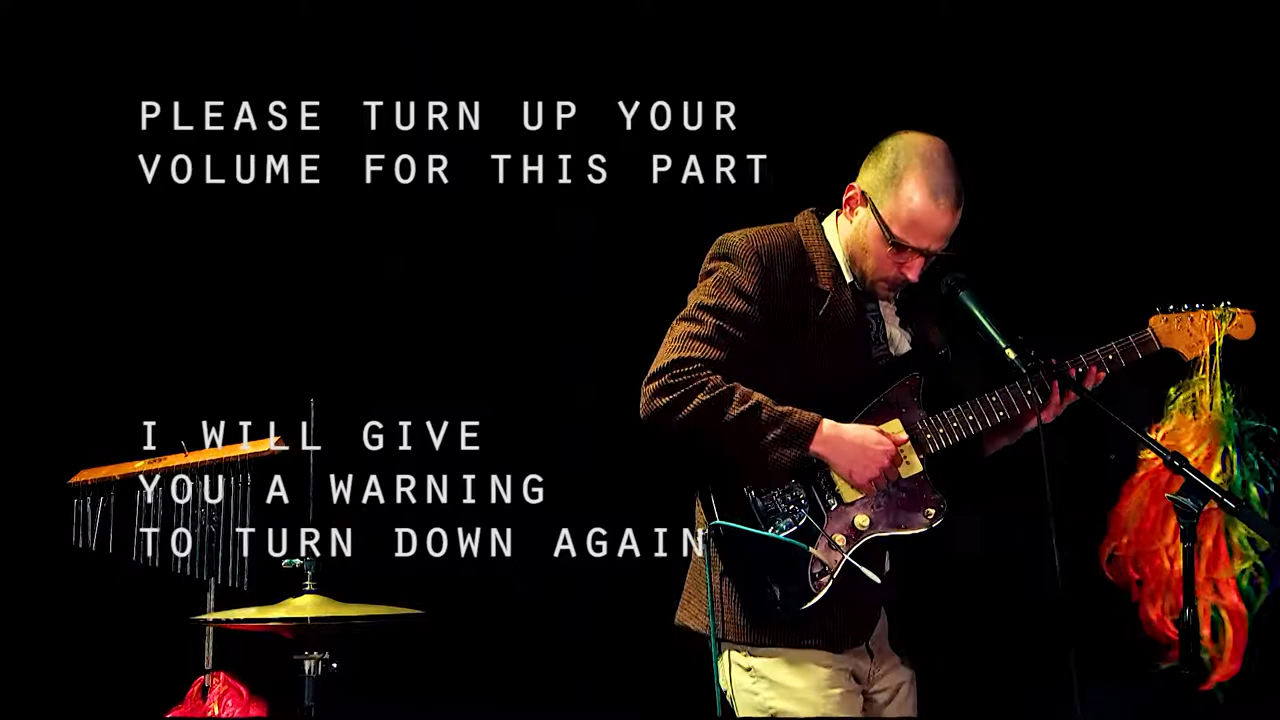 PLEASE TURN UP YOUR
VOLUME FOR THIS PART
I WILL GIVE
YOU A WARNING
TO TURN DOWN AGAIN